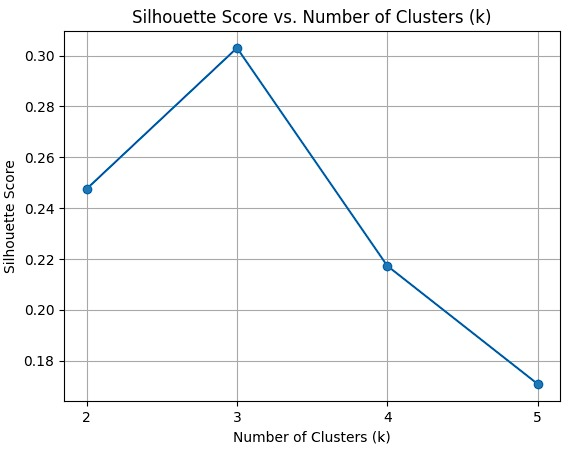 Silhouette Score vs. Number of Clusters (k)
Silhouette Score
0.30
0.28
0.26
0.24
0.22
0.20
0.18
2 3 4 5
Number of Clusters (k)